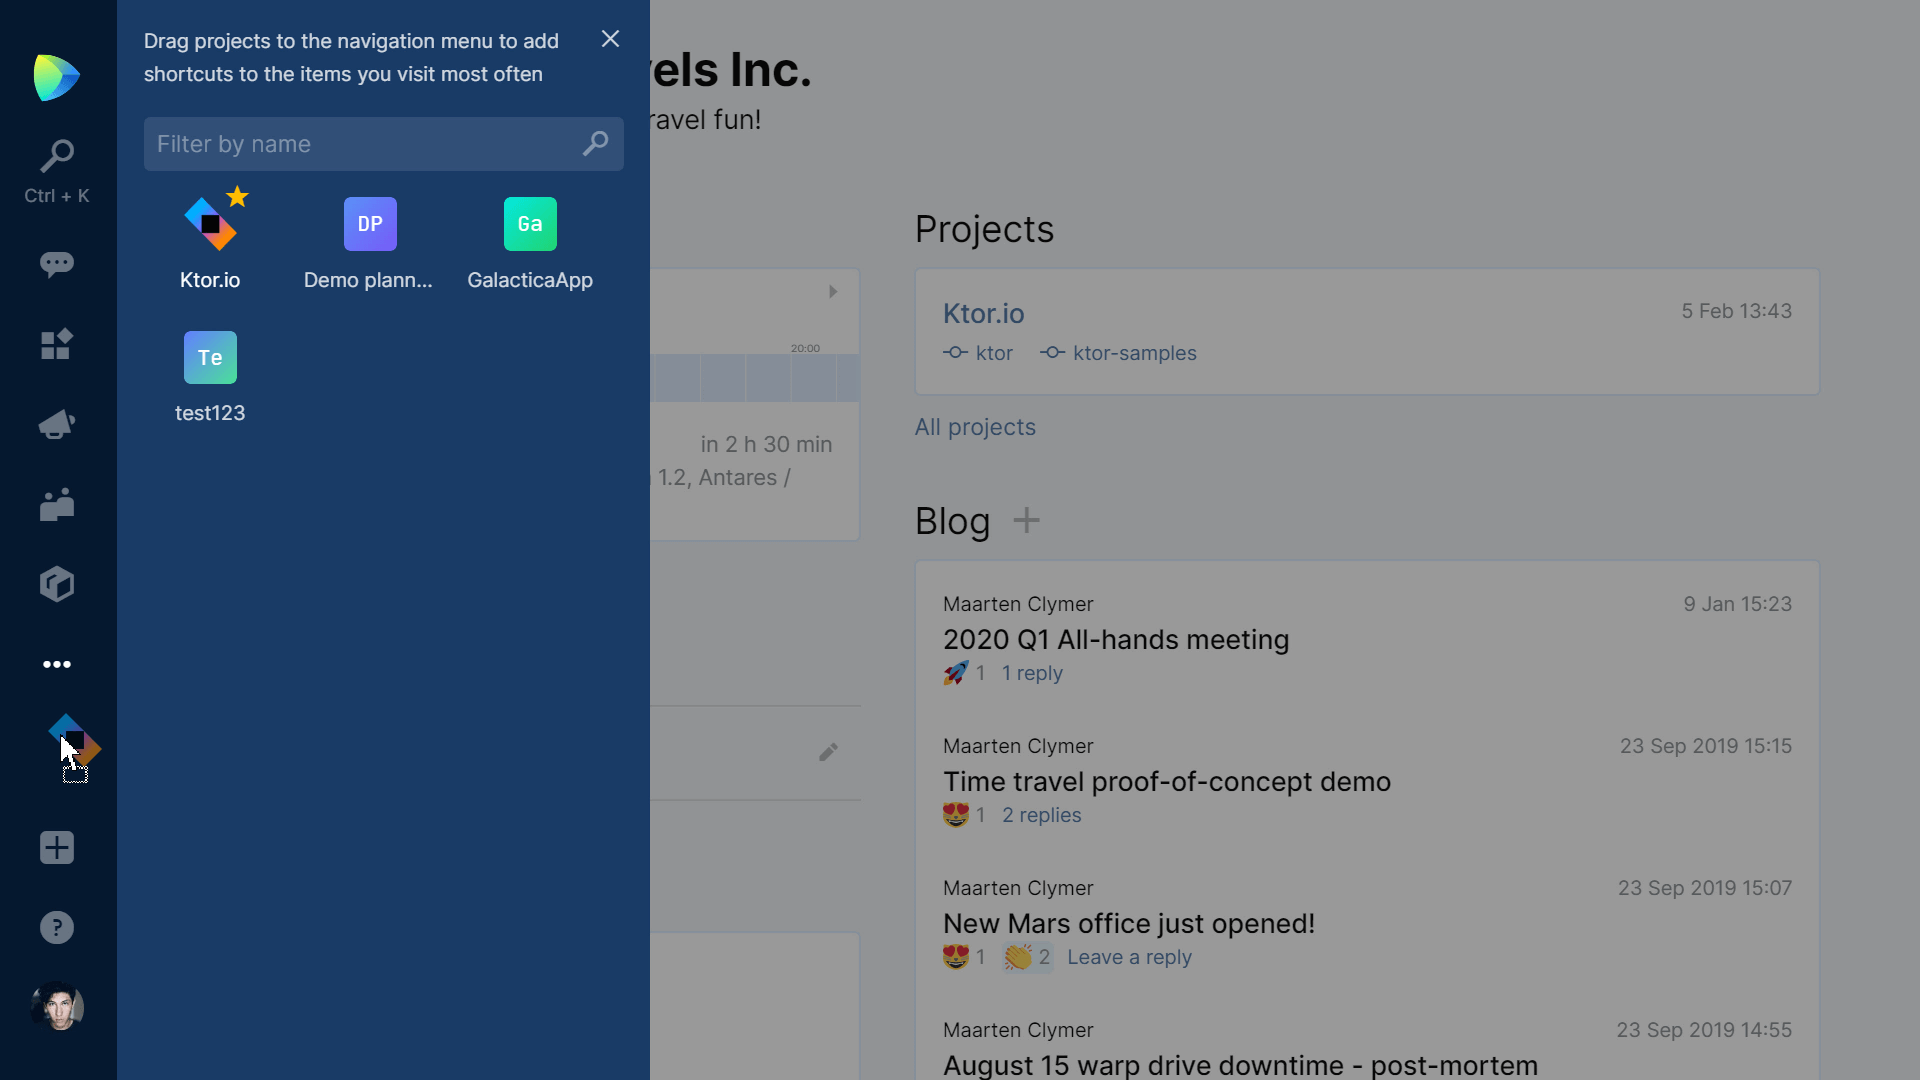 Drag projects to the navigation menu to add
shortcuts to the items you visit most often
Ctrl + K
Filter by name
Ktor.io
DP
Demo plann...
Ga
GalacticaApp
Te
test123
?
vels Inc.
ravel fun!
20:00
in 2 h 30 min
1.2, Antares /
Projects
Ktor.io
5 Feb 13:43
ktor
ktor-samples
All projects
Blog
Maarten Clymer
9 Jan 15:23
2020 Q1 All-hands meeting
1
1 reply
Maarten Clymer
23 Sep 2019 15:15
Time travel proof-of-concept demo
1
2 replies
Maarten Clymer
23 Sep 2019 15:07
New Mars office just opened!
1
2
Leave a reply
Maarten Clymer
23 Sep 2019 14:55
August 15 warp drive downtime - post-mortem